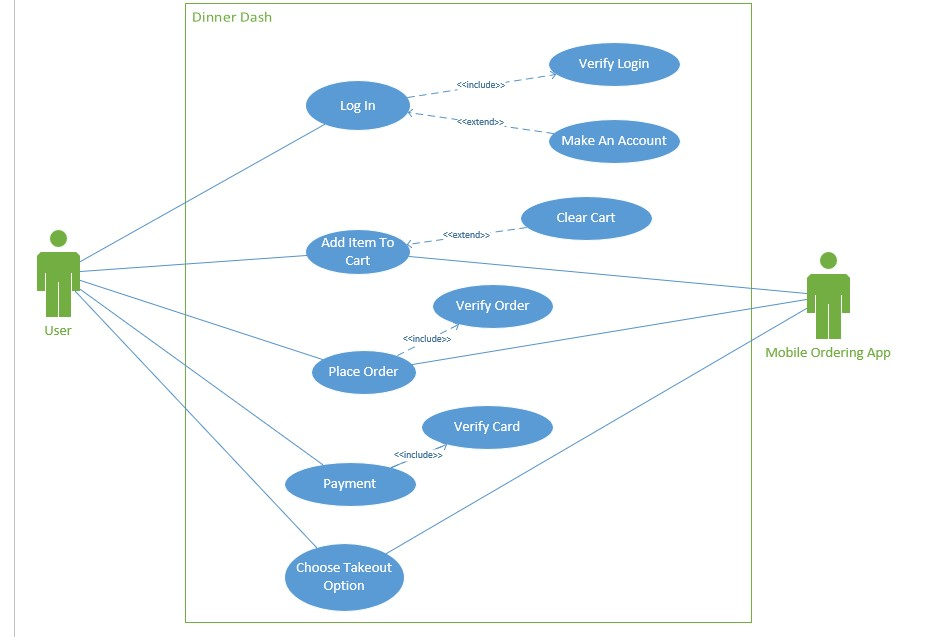 Dinner Dash
Verify Login
<<include>>
Log In
<<extend>>
Make An Account
Clear Cart
<<extend>>
Add Item To
Cart
Verify Order
User
<<include>>
Mobile Ordering App
Place Order
Verify Card
<<include>>
Payment
Choose Takeout
Option